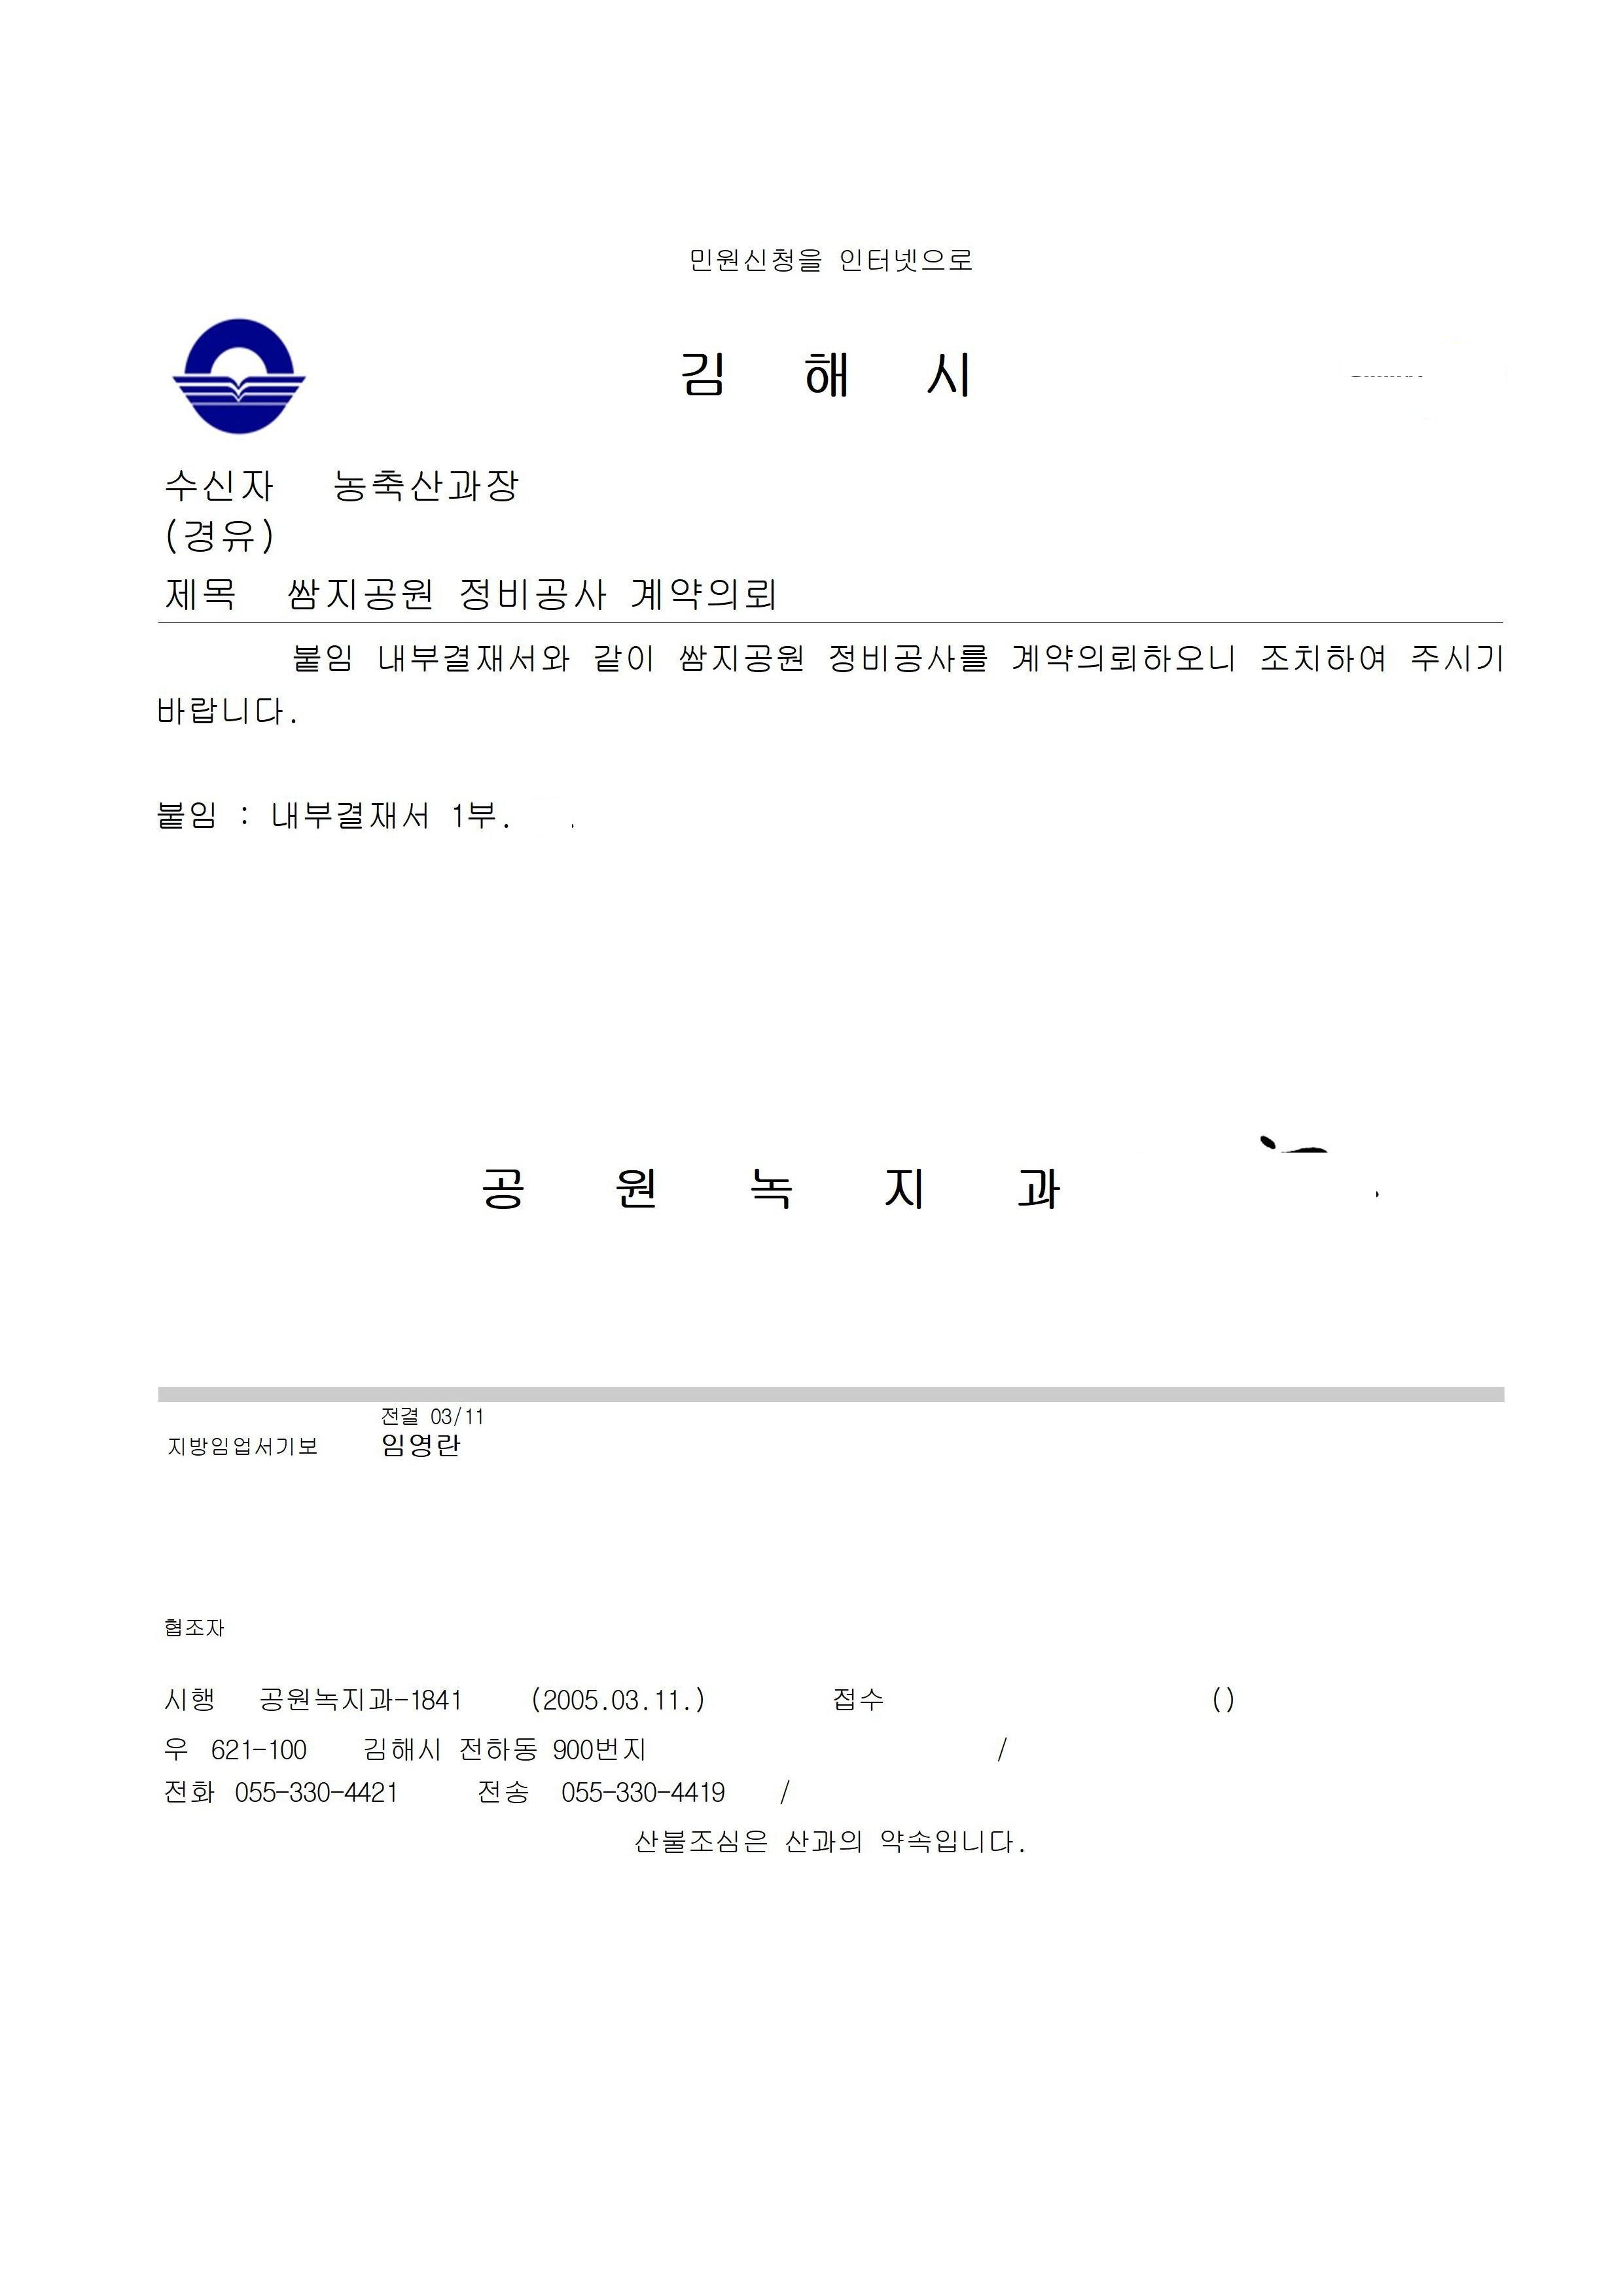 민원신청을 인터넷으로
김 해 시
수신자 농축산과장
(경유)
제목 쌈지공원 정비공사 계약의뢰
붙임 내부결재서와 같이 쌈지공원 정비공사를 계약의뢰하오니 조치하여 주시기
바랍니다.
붙임 : 내부결재서 1부.
공 원 녹 지 과
전결 03/11
지방임업서기보 임영란
협조자
시행 공원녹지과-1841 (2005.03.11.) 접수 ()
우 621-100 김해시 전하동 900번지 /
전화 055-330-4421 전송 055-330-4419 /
산불조심은 산과의 약속입니다.